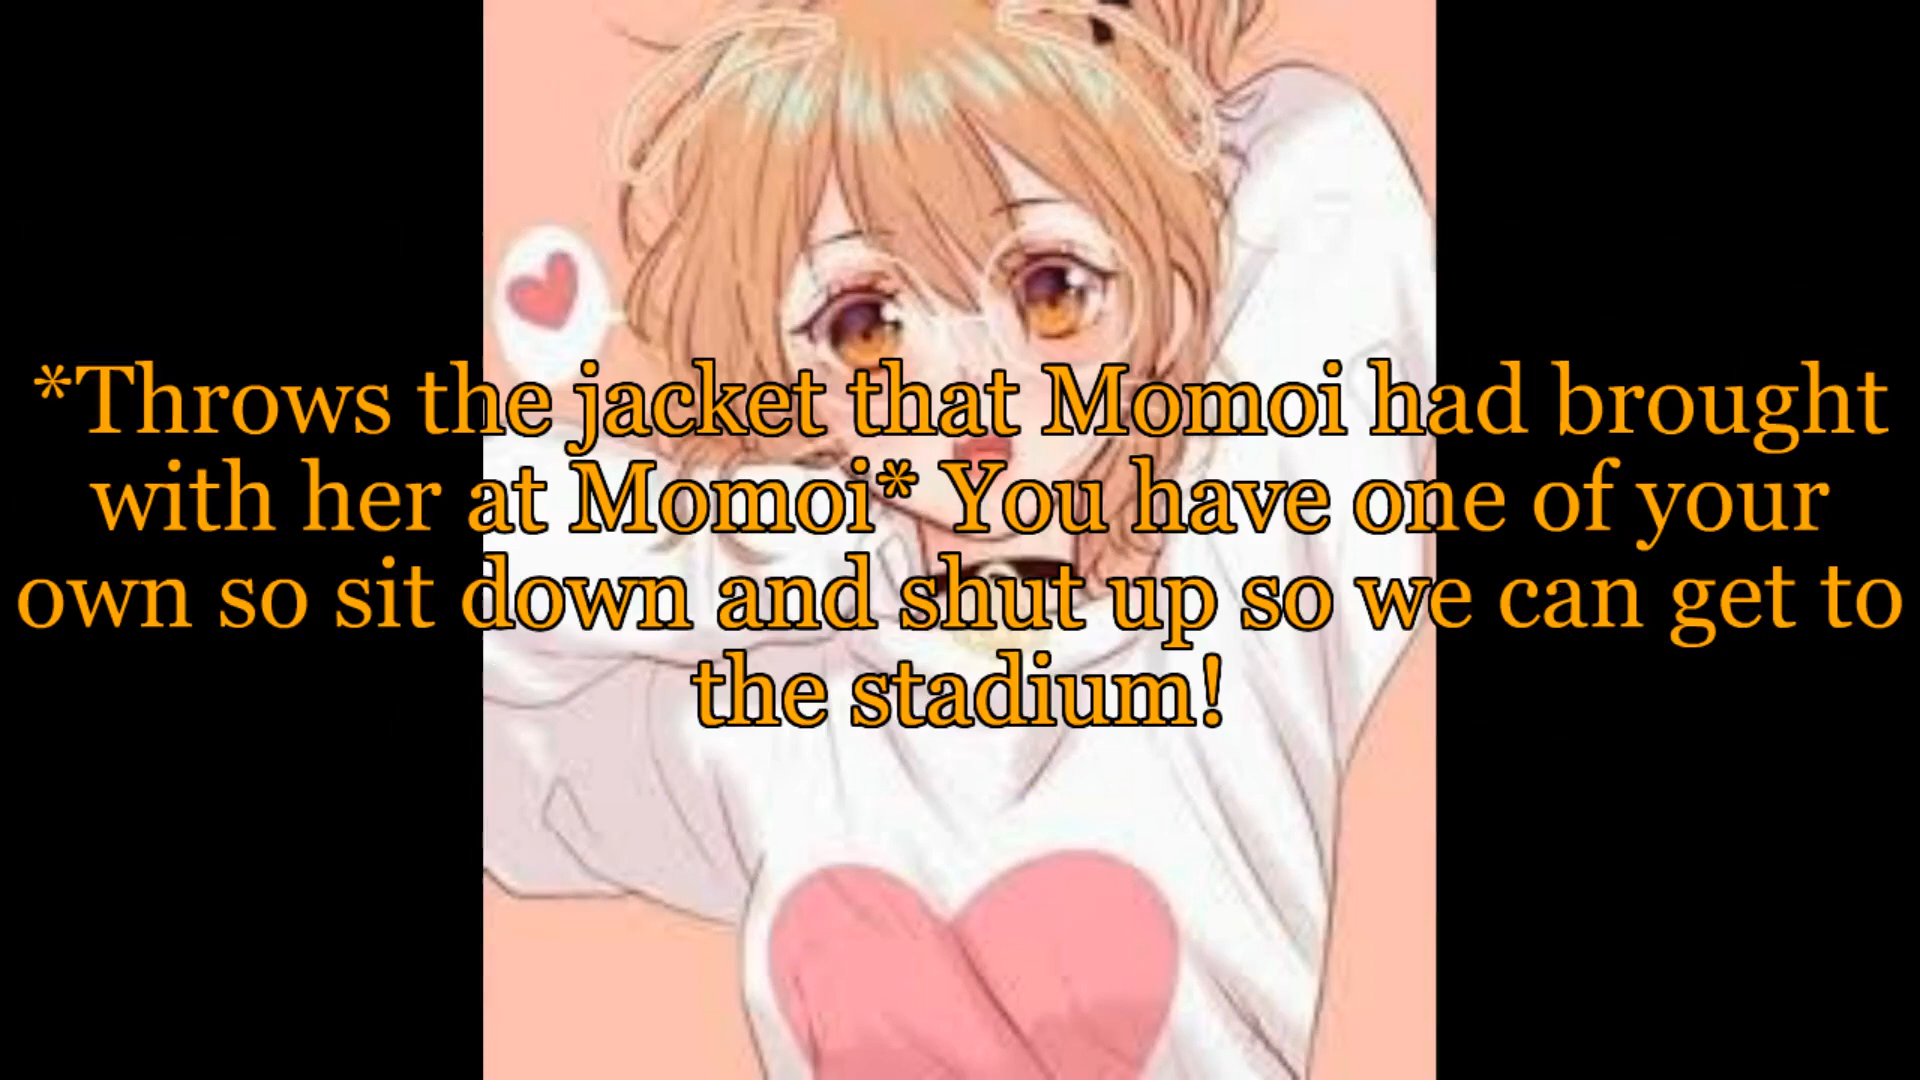 *Throws the jacket that Momoi had brought
with her at Momoi* You have one of your
own so sit down and shut up so we can get to
the stadium!